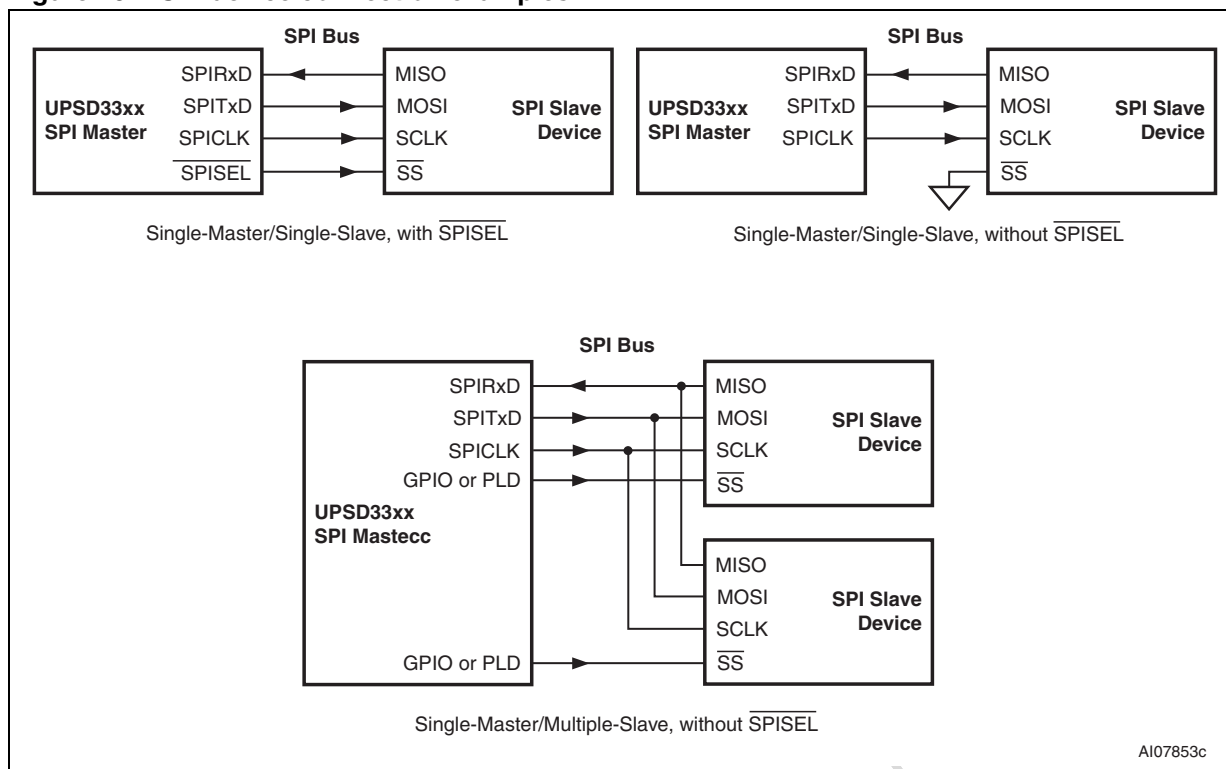 SPI device connection examples
SPI Bus
SPIRxD
MISO
UPSD33xx
SPI Master
SPITxD
MOSI
SPI Slave
Device
SPICLK
SCLK
SPISEL
SS
Single-Master/Single-Slave, with SPISEL
SPI Bus
SPIRxD
MISO
UPSD33xx
SPI Master
SPITxD
MOSI
SPI Slave
Device
SPICLK
SCLK
SS
Single-Master/Single-Slave, without SPISEL
SPI Bus
SPIRxD
MISO
SPITxD
MOSI
SPI Slave
Device
SPICLK
SCLK
GPIO or PLD
SS
UPSD33xx
SPI Mastecc
MISO
MOSI
SPI Slave
Device
SCLK
GPIO or PLD
SS
Single-Master/Multiple-Slave, without SPISEL
AI07853c